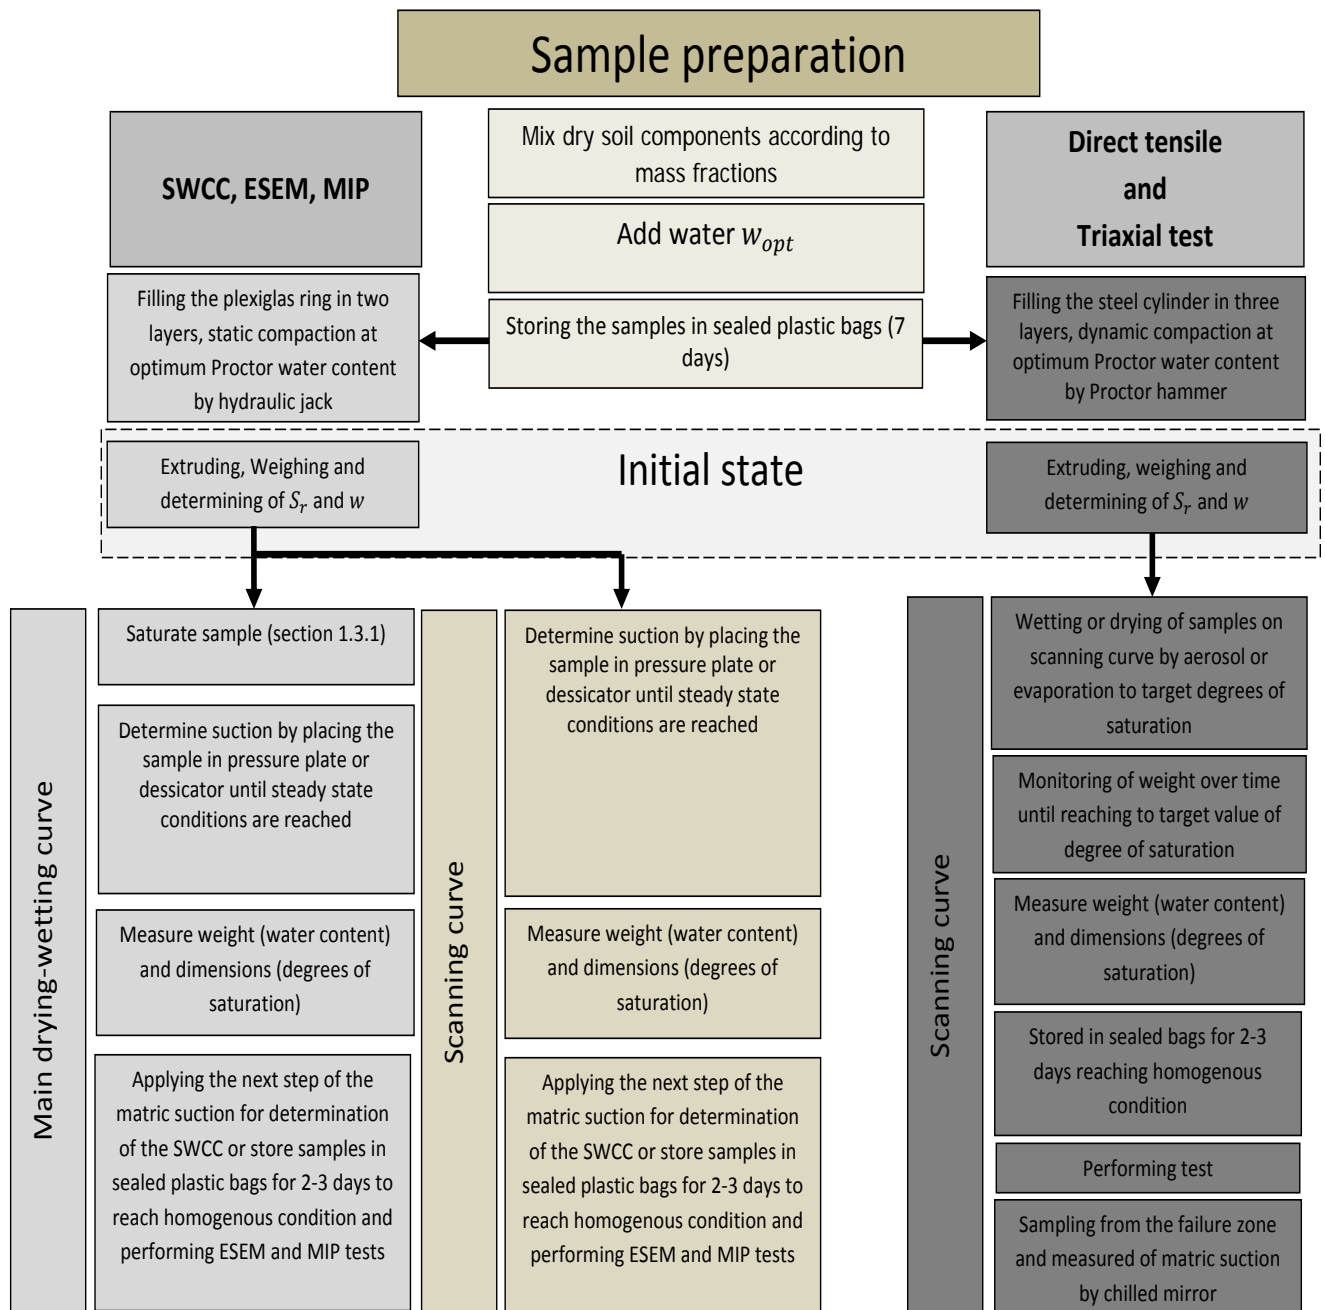 Sample preparation
SWCC, ESEM, MIP
Mix dry soil components according to
mass fractions
Add water w_opt
Storing the samples in sealed plastic bags (7
days)
Direct tensile
and
Triaxial test
Filling the plexiglas ring in two
layers, static compaction at
optimum Proctor water content
by hydraulic jack
Filling the steel cylinder in three
layers, dynamic compaction at
optimum Proctor water content
by Proctor hammer
Initial state
Extruding, Weighing and
determining of S_r and w
Extruding, weighing and
determining of S_r and w
Main drying-wetting curve
Saturate sample (section 1.3.1)
Determine suction by placing the
sample in pressure plate or
dessicator until steady state
conditions are reached
Measure weight (water content)
and dimensions (degrees of
saturation)
Applying the next step of the
matric suction for determination
of the SWCC or store samples in
sealed plastic bags for 2-3 days to
reach homogenous condition and
performing ESEM and MIP tests
Scanning curve
Determine suction by placing the
sample in pressure plate or
dessicator until steady state
conditions are reached
Measure weight (water content)
and dimensions (degrees of
saturation)
Applying the next step of the
matric suction for determination
of the SWCC or store samples in
sealed plastic bags for 2-3 days to
reach homogenous condition and
performing ESEM and MIP tests
Scanning curve
Wetting or drying of samples on
scanning curve by aerosol or
evaporation to target degrees of
saturation
Monitoring of weight over time
until reaching to target value of
degree of saturation
Measure weight (water content)
and dimensions (degrees of
saturation)
Stored in sealed bags for 2-3
days reaching homogenous
condition
Performing test
Sampling from the failure zone
and measured of matric suction
by chilled mirror